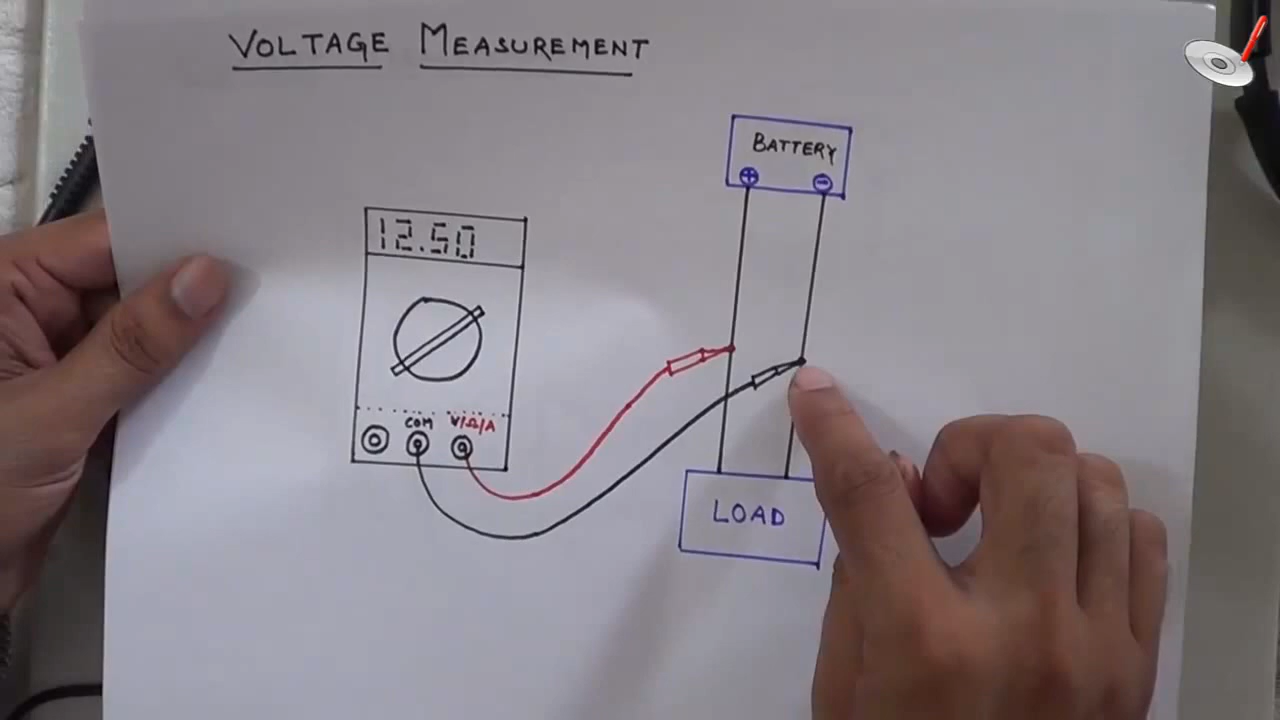 VOLTAGE MEASUREMENT
BATTERY
+ -
12.50
COM V/Ω/A
LOAD